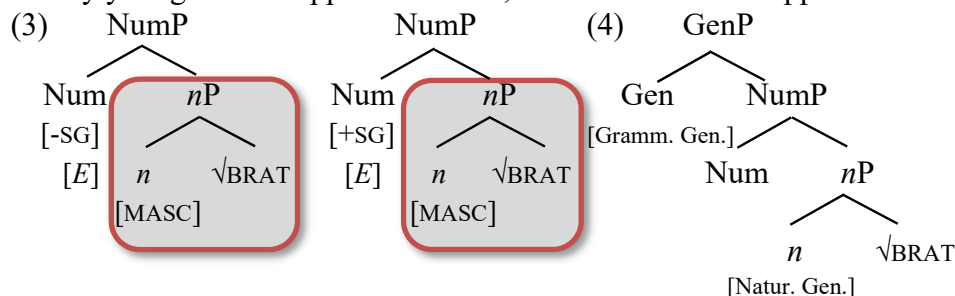 (3) NumP NumP (4) GenP
Num nP Num nP Gen NumP
[-SG] [+SG] [Gramm. Gen.]
[E] n √BRAT [E] n √BRAT Num nP
[MASC] [MASC]
n √BRAT
[Natur. Gen.]